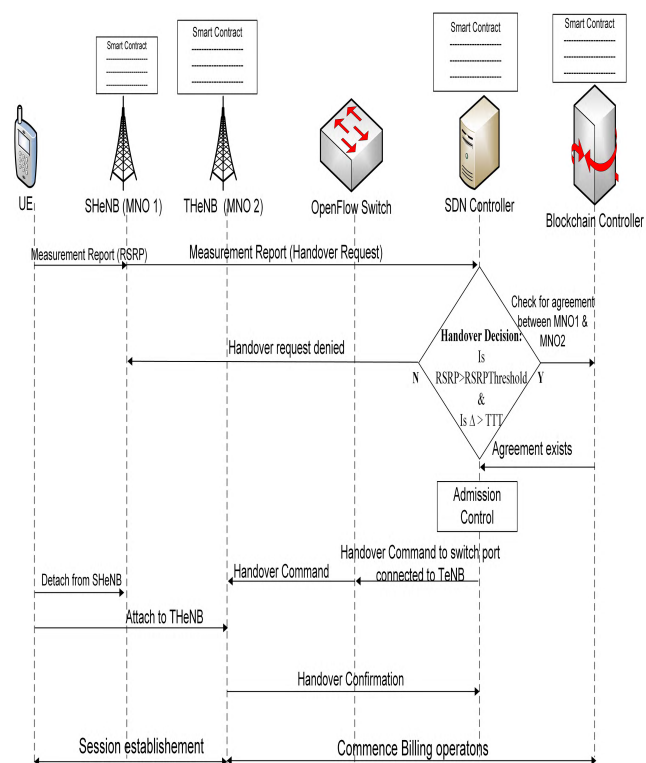 Smart Contract
Smart Contract
Smart Contract
Smart Contract
UE
SHeNB (MNO 1)
THeNB (MNO 2)
OpenFlow Switch
SDN Controller
Blockchain Controller
Measurement Report (RSRP)
Measurement Report (Handover Request)
Check for agreement
between MNO1 &
MNO2
Handover Decision:
Is
RSRP>RSRPThreshold
&
Is Δ > TTT
N
Y
Handover request denied
Agreement exists
Admission
Control
Handover Command to switch port
connected to TeNB
Handover Command
Detach from SHeNB
Attach to THeNB
Handover Confirmation
Session establishement
Commence Billing operatons